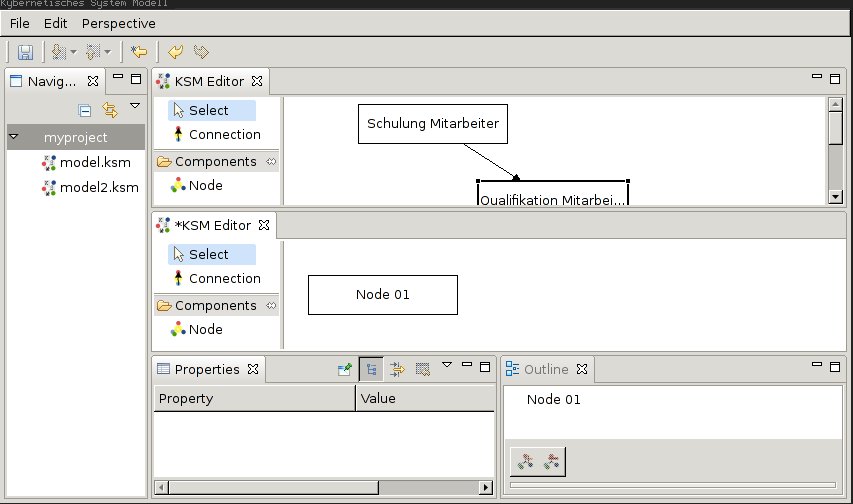 Kybernetisches System Modell
File Edit Perspective
Navig...
myproject
model.ksm
model2.ksm
KSM Editor
Select
Connection
Components
Node
Schulung Mitarbeiter
Qualifikation Mitarbei...
*KSM Editor
Select
Connection
Components
Node
Node 01
Properties
Property Value
Outline
Node 01